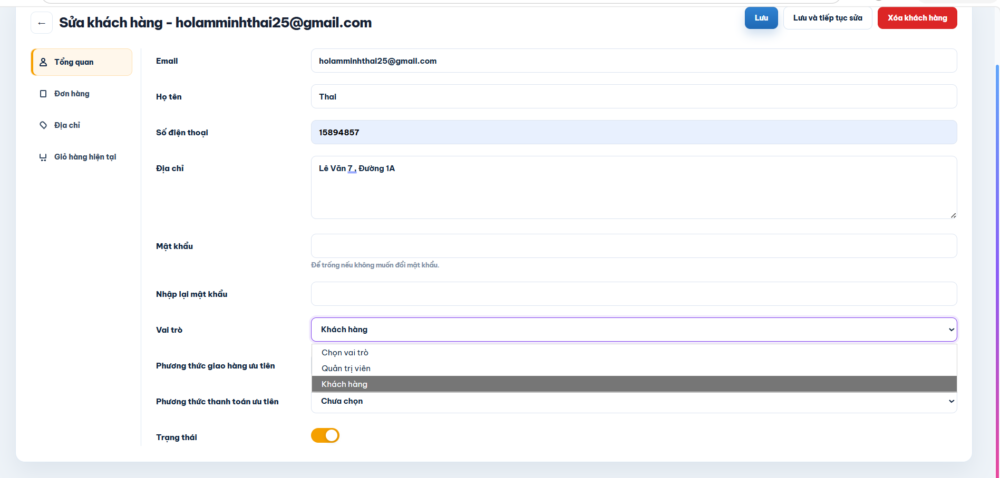 ← Sửa khách hàng - holamminhthai25@gmail.com
Lưu
Lưu và tiếp tục sửa
Xóa khách hàng
Tổng quan
Đơn hàng
Địa chỉ
Giỏ hàng hiện tại
Email
holamminhthai25@gmail.com
Họ tên
Thai
Số điện thoại
15894857
Địa chỉ
Lê Văn 7 , Đường 1A
Mật khẩu
Để trống nếu không muốn đổi mật khẩu.
Nhập lại mật khẩu
Vai trò
Khách hàng
Chọn vai trò
Quản trị viên
Khách hàng
Phương thức giao hàng ưu tiên
Phương thức thanh toán ưu tiên
Chưa chọn
Trạng thái